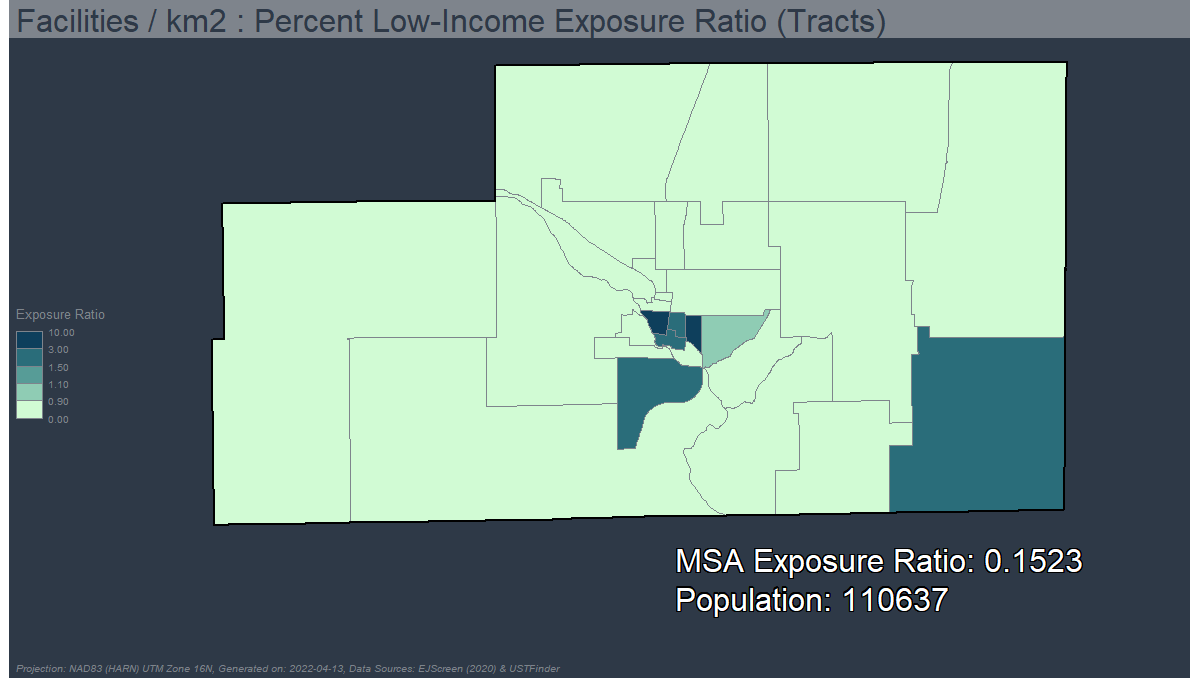 Facilities / km2 : Percent Low-Income Exposure Ratio (Tracts)
Exposure Ratio
10.00
3.00
1.50
1.10
0.90
0.00
MSA Exposure Ratio: 0.1523
Population: 110637
Projection: NAD83 (HARN) UTM Zone 16N, Generated on: 2022-04-13, Data Sources: EJScreen (2020) & USTFinder